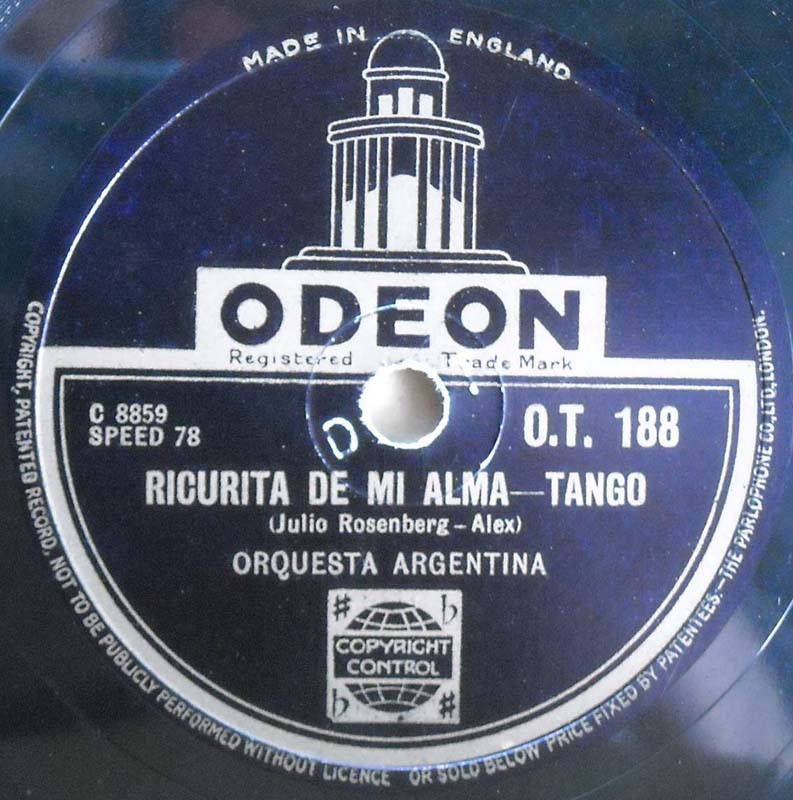 MADE IN ENGLAND
ODEON
Registered Trade Mark
C 8859
SPEED 78
O.T. 188
D
RICURITA DE MI ALMA—TANGO
(Julio Rosenberg - Alex)
ORQUESTA ARGENTINA
♯ ♭
COPYRIGHT
CONTROL
♭ ♯
COPYRIGHT, PATENTED RECORD, NOT TO BE PUBLICLY PERFORMED WITHOUT LICENCE OR SOLD BELOW PRICE FIXED BY PATENTEES.—THE PARLOPHONE CO., LTD, LONDON.